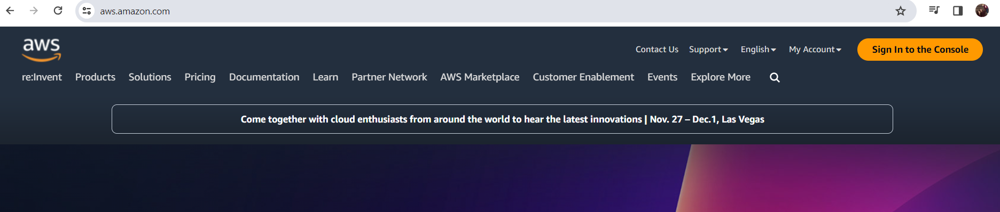 aws.amazon.com
aws
Contact Us Support English My Account Sign In to the Console
re:Invent Products Solutions Pricing Documentation Learn Partner Network AWS Marketplace Customer Enablement Events Explore More
Come together with cloud enthusiasts from around the world to hear the latest innovations | Nov. 27 – Dec.1, Las Vegas